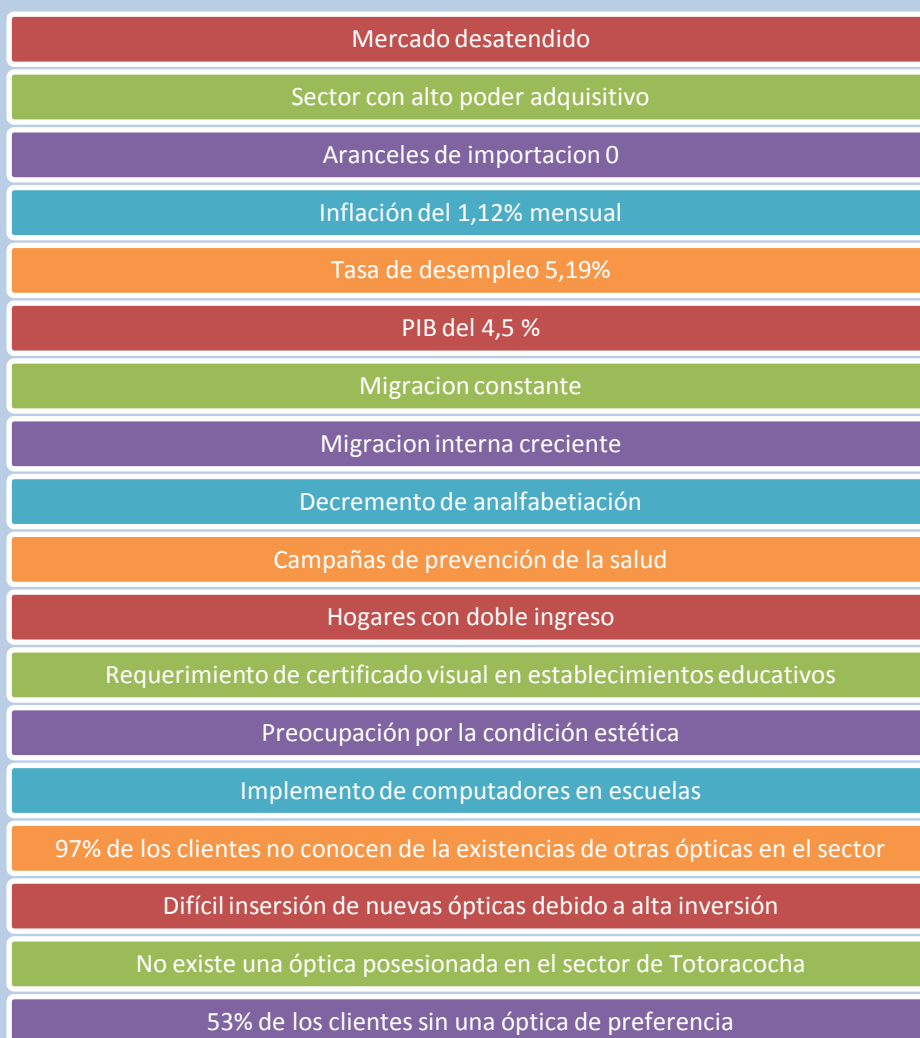 Mercado desatendido
Sector con alto poder adquisitivo
Aranceles de importacion 0
Inflación del 1,12% mensual
Tasa de desempleo 5,19%
PIB del 4,5 %
Migracion constante
Migracion interna creciente
Decremento de analfabetiación
Campañas de prevención de la salud
Hogares con doble ingreso
Requerimiento de certificado visual en establecimientos educativos
Preocupación por la condición estética
Implemento de computadores en escuelas
97% de los clientes no conocen de la existencias de otras ópticas en el sector
Difícil insersión de nuevas ópticas debido a alta inversión
No existe una óptica posesionada en el sector de Totoracocha
53% de los clientes sin una óptica de preferencia